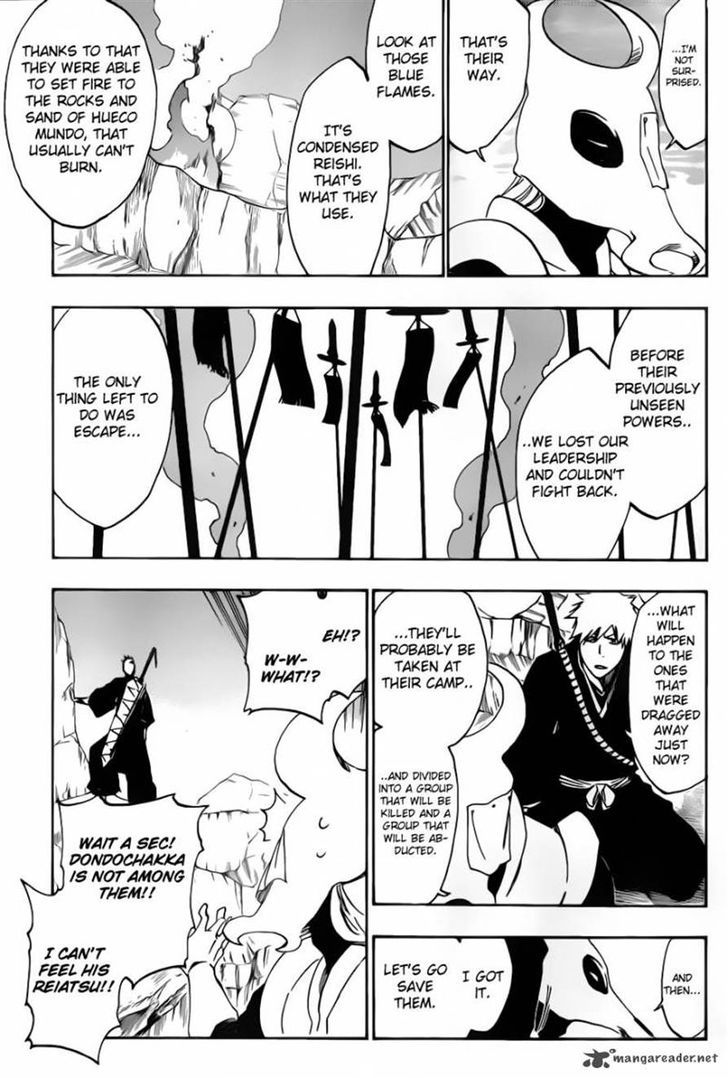 ...I'M
NOT
SUR-
PRISED.
THAT'S
THEIR
WAY.
LOOK AT
THOSE
BLUE
FLAMES.
IT'S
CONDENSED
REISHI.
THAT'S
WHAT THEY
USE.
THANKS TO THAT
THEY WERE ABLE
TO SET FIRE TO
THE ROCKS AND
SAND OF HUECO
MUNDO, THAT
USUALLY CAN'T
BURN.
BEFORE
THEIR
PREVIOUSLY
UNSEEN
POWERS..
..WE LOST OUR
LEADERSHIP
AND COULDN'T
FIGHT BACK.
THE ONLY
THING LEFT TO
DO WAS
ESCAPE...
...WHAT
WILL
HAPPEN
TO THE
ONES
THAT
WERE
DRAGGED
AWAY
JUST
NOW?
...THEY'LL
PROBABLY BE
TAKEN AT
THEIR CAMP..
..AND DIVIDED
INTO A GROUP
THAT WILL BE
KILLED AND A
GROUP THAT
WILL BE AB-
DUCTED.
AND
THEN...
I GOT
IT.
LET'S GO
SAVE
THEM.
EH!?
W-W-
WHAT!?
WAIT A SEC!
DONDOCHAKKA
IS NOT AMONG
THEM!!
I CAN'T
FEEL HIS
REIATSU!!
mangareader.net